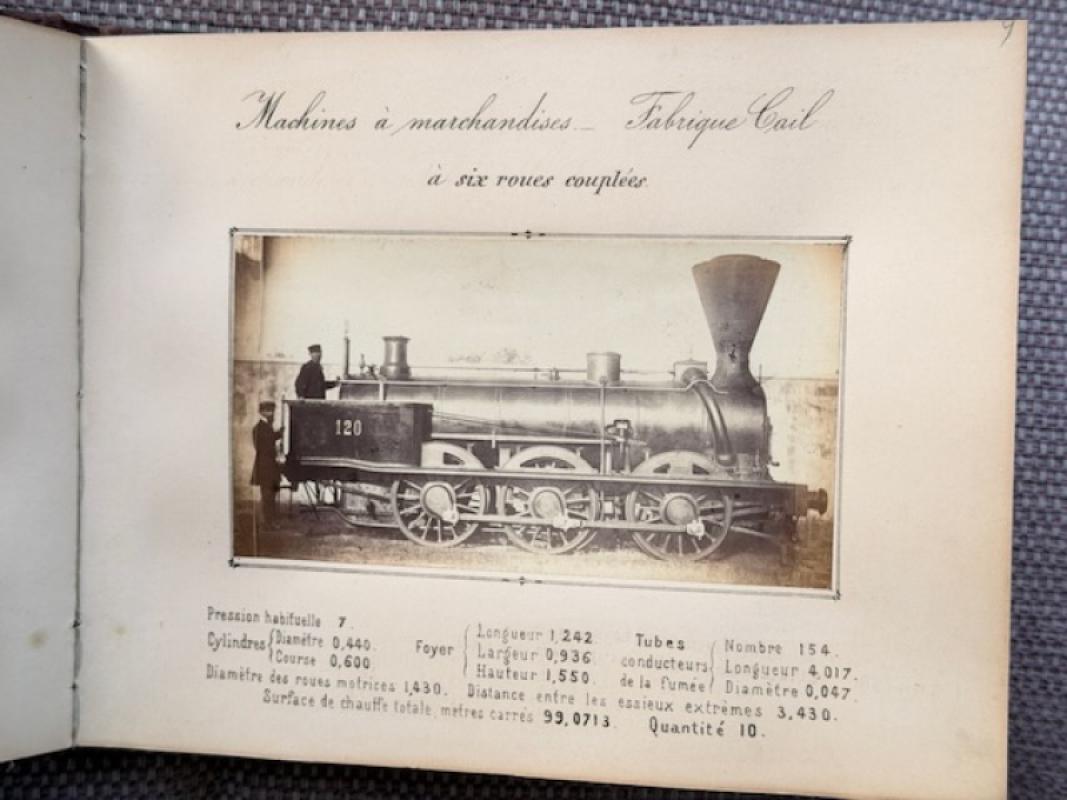 9
Machines à marchandises._ Fabrique Cail
à six roues couplées.
120
Pression habituelle 7.
Cylindres { Diamètre 0,440.
Course 0,600.
Foyer { Longueur 1,242.
Largeur 0,936.
Hauteur 1,550.
Tubes conducteurs de la fumée { Nombre 154.
Longueur 4,017.
Diamètre 0,047.
Diamètre des roues motrices 1,430. Distance entre les essieux extrèmes 3,430.
Surface de chauffe totale, mètres carrés 99,0713. Quantité 10.